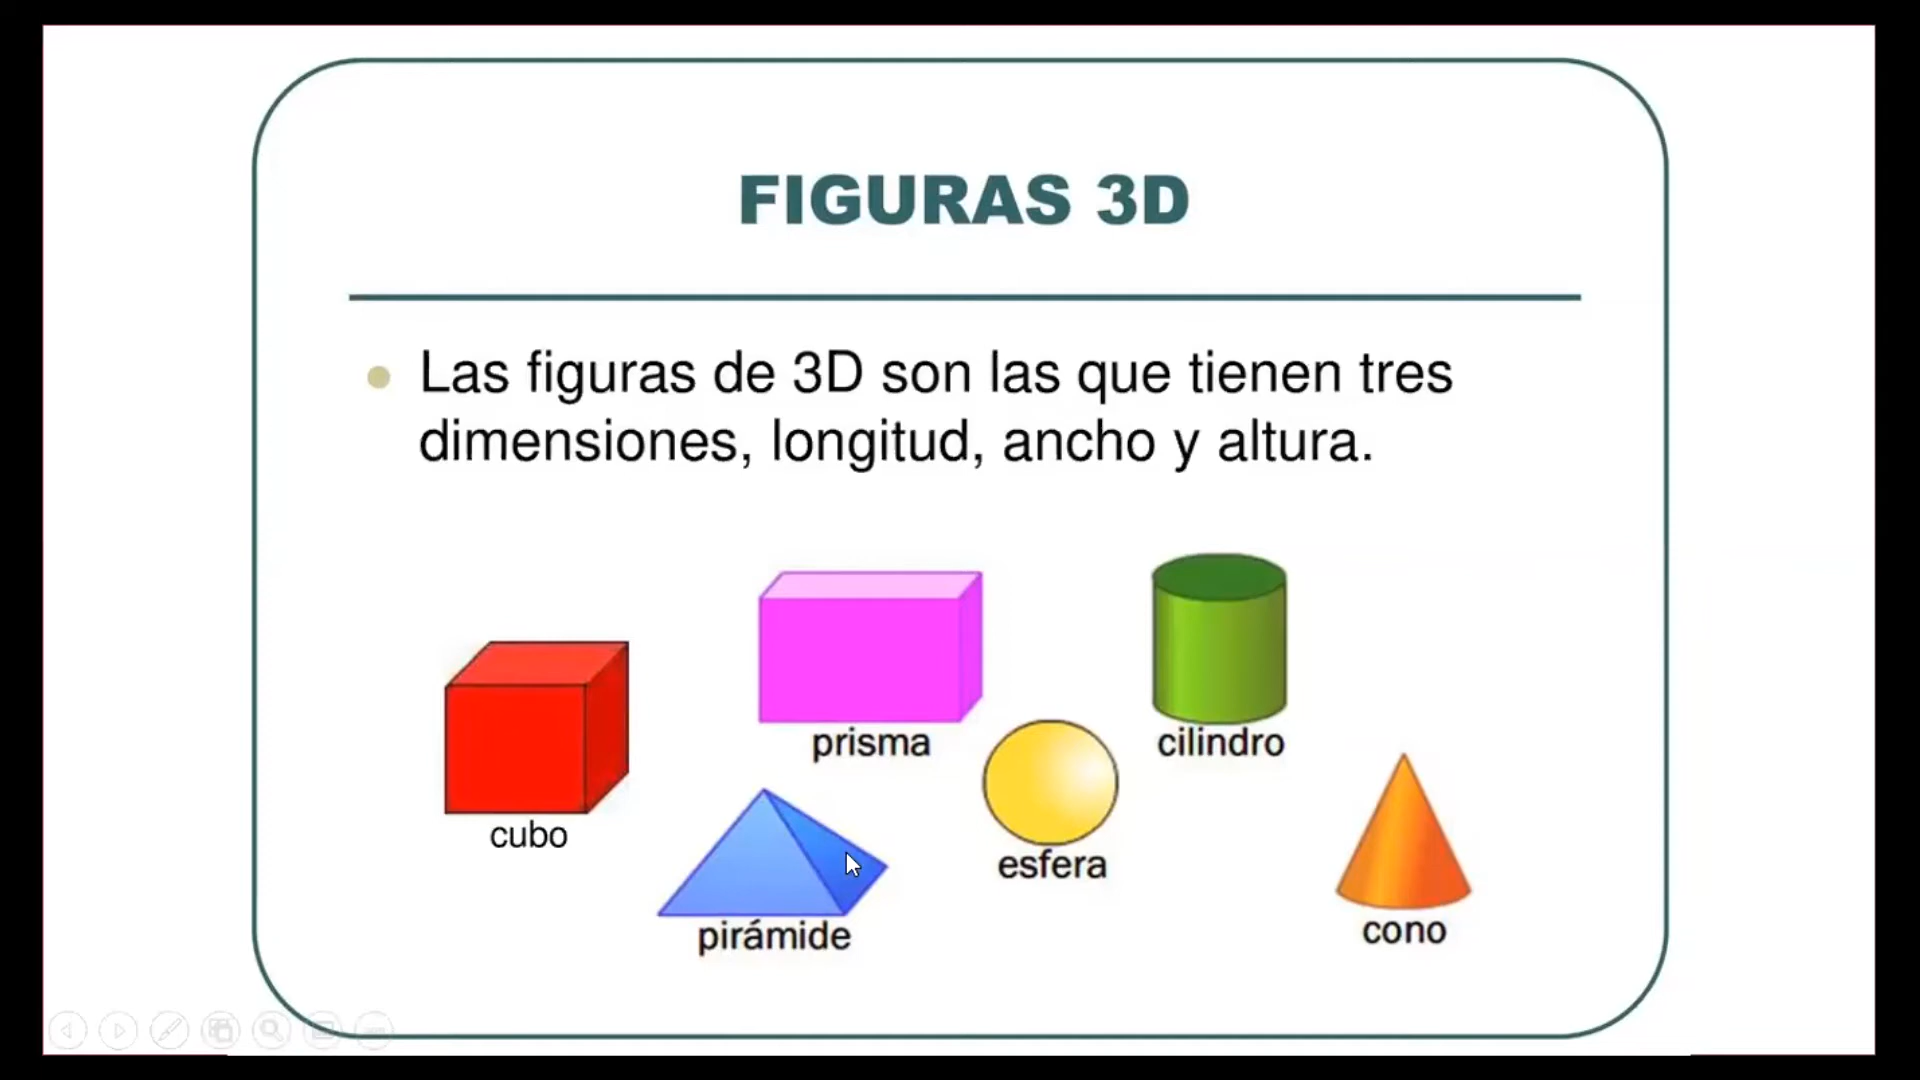 FIGURAS 3D
Las figuras de 3D son las que tienen tres
dimensiones, longitud, ancho y altura.
prisma
cilindro
cubo
esfera
pirámide
cono